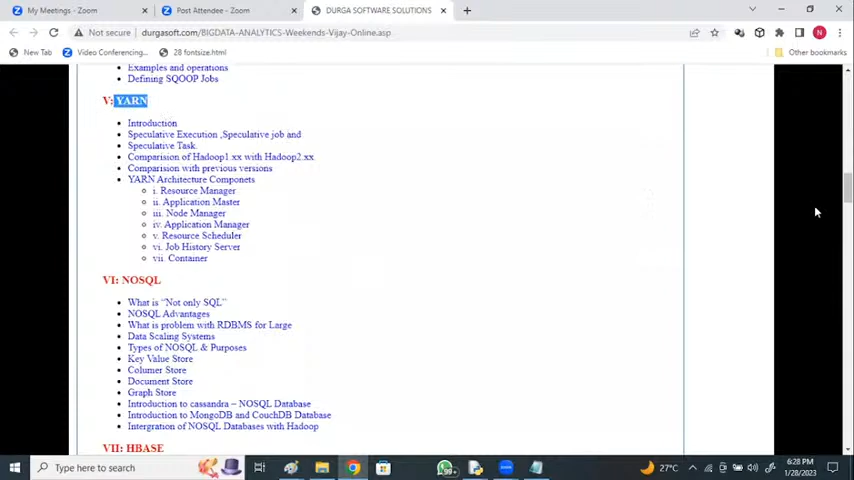 My Meetings - Zoom
Post Attendee - Zoom
DURGA SOFTWARE SOLUTIONS
Not secure
durgasoft.com/BIGDATA-ANALYTICS-Weekends-Vijay-Online.asp
N
New Tab
Video Conferencing,...
28 fontsize.html
Other bookmarks
Examples and operations
Defining SQOOP Jobs
V: YARN
Introduction
Speculative Execution ,Speculative job and
Speculative Task.
Comparision of Hadoop1.xx with Hadoop2.xx
Comparision with previous versions
YARN Architecture Componets
i. Resource Manager
ii. Application Master
iii. Node Manager
iv. Application Manager
v. Resource Scheduler
vi. Job History Server
vii. Container
VI: NOSQL
What is “Not only SQL”
NOSQL Advantages
What is problem with RDBMS for Large
Data Scaling Systems
Types of NOSQL & Purposes
Key Value Store
Columer Store
Document Store
Graph Store
Introduction to cassandra – NOSQL Database
Introduction to MongoDB and CouchDB Database
Intergration of NOSQL Databases with Hadoop
VII: HBASE
Type here to search
99+
27°C
6:28 PM
1/28/2023